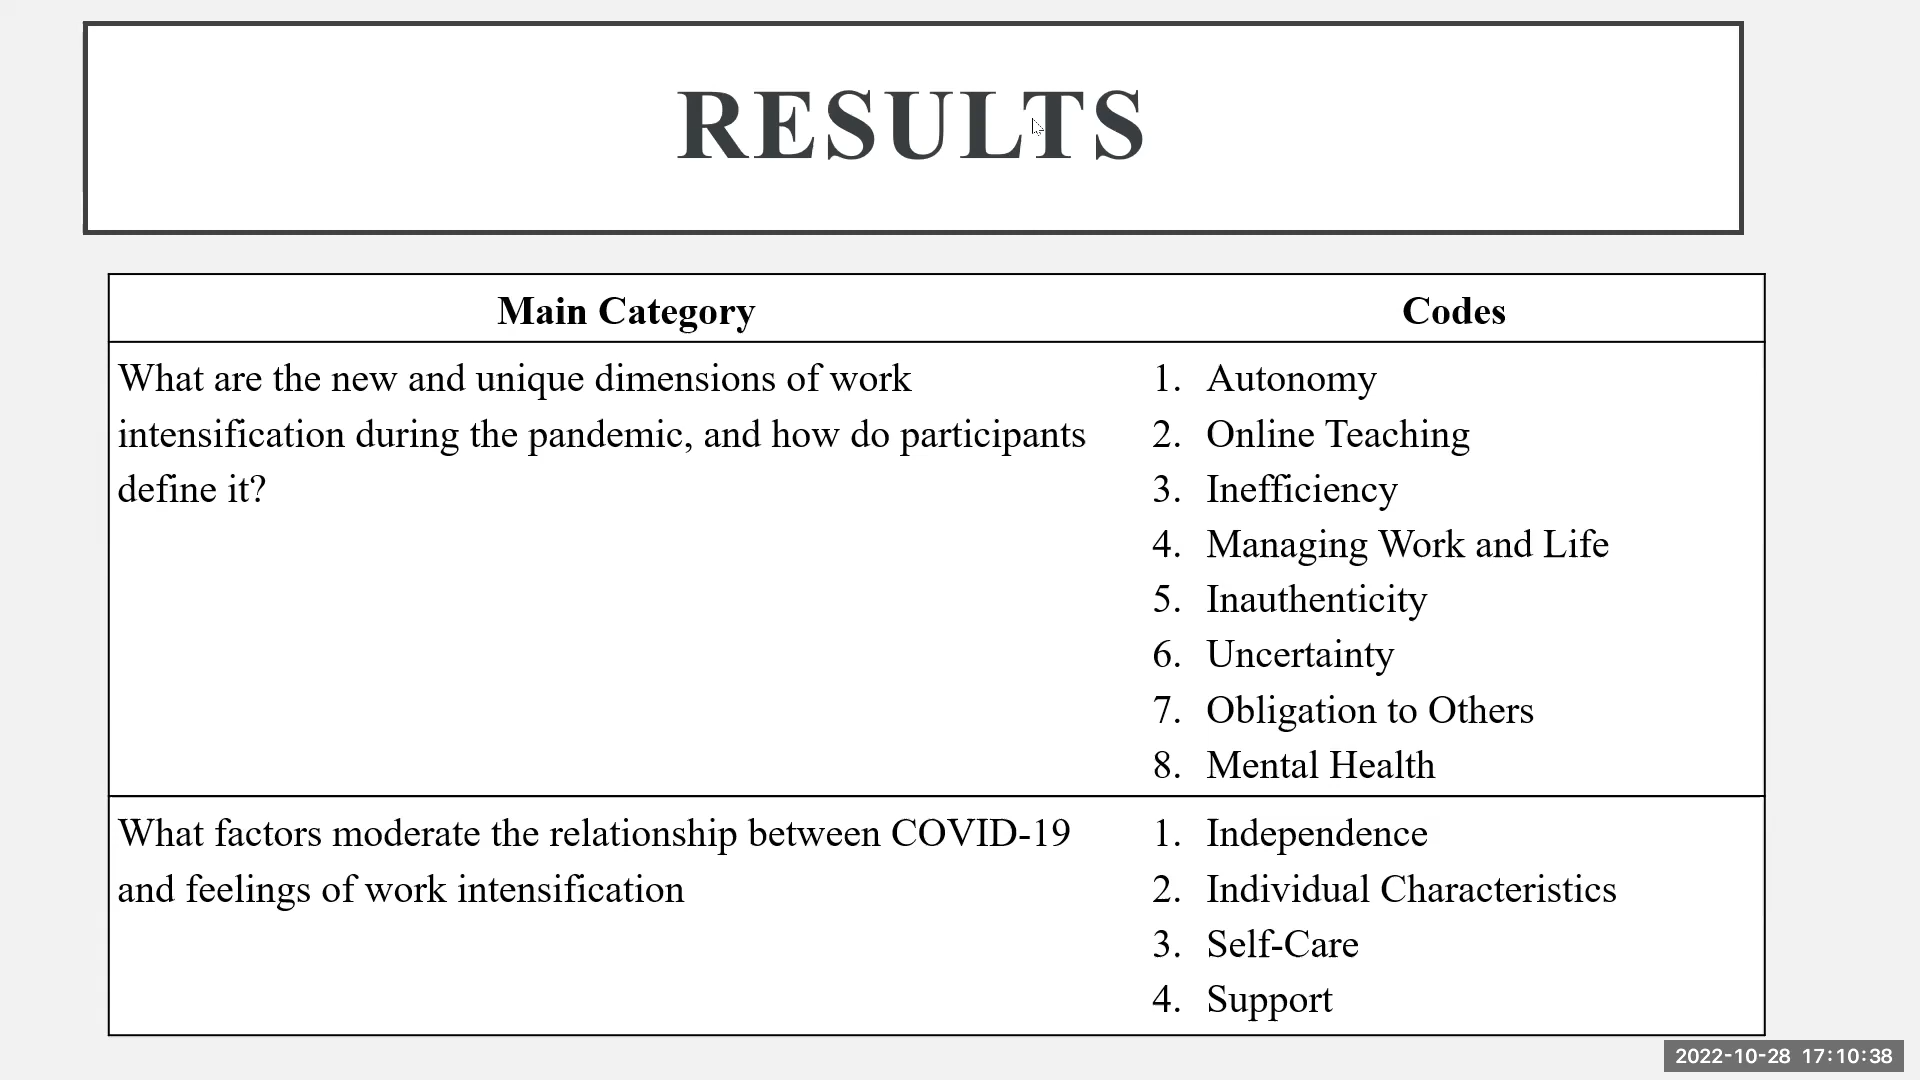 RESULTS
Main Category
Codes
What are the new and unique dimensions of work
intensification during the pandemic, and how do participants
define it?
1. Autonomy
2. Online Teaching
3. Inefficiency
4. Managing Work and Life
5. Inauthenticity
6. Uncertainty
7. Obligation to Others
8. Mental Health
What factors moderate the relationship between COVID-19
and feelings of work intensification
1. Independence
2. Individual Characteristics
3. Self-Care
4. Support
2022-10-28 17:10:38